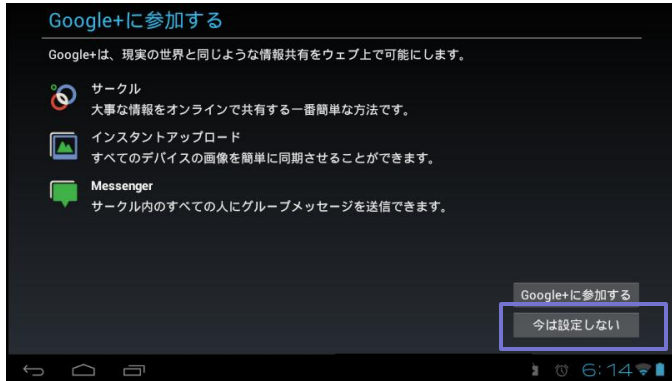 Google+に参加する
Google+は、現実の世界と同じような情報共有をウェブ上で可能にします。
サークル
大事な情報をオンラインで共有する一番簡単な方法です。
インスタントアップロード
すべてのデバイスの画像を簡単に同期させることができます。
Messenger
サークル内のすべての人にグループメッセージを送信できます。
Google+に参加する
今は設定しない
6:14